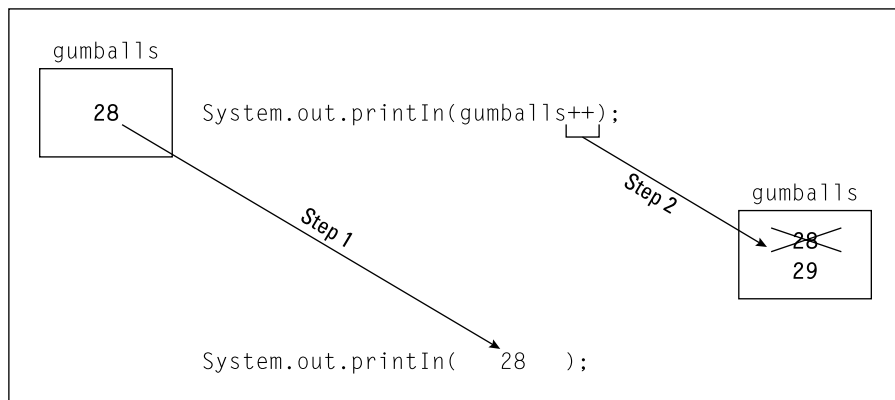 gumballs
28
System.out.printIn(gumballs++);
Step 1
Step 2
gumballs
28
29
System.out.printIn( 28 );